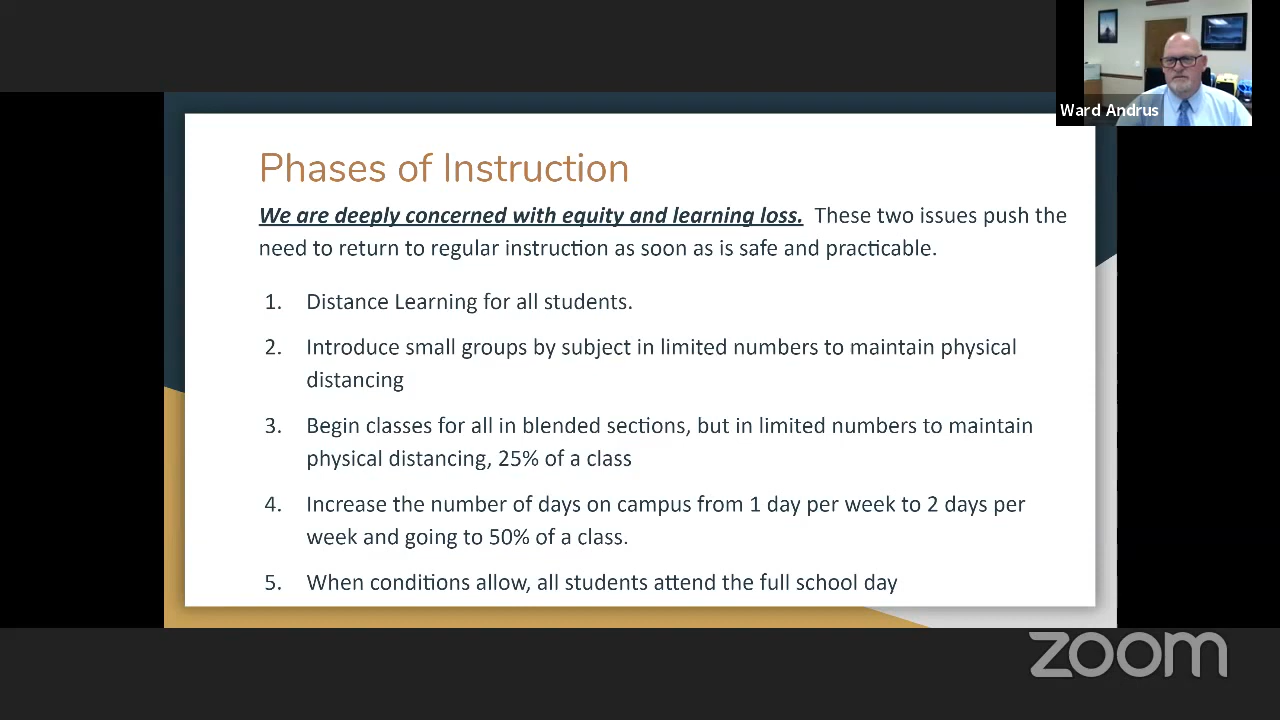 Ward Andrus
Phases of Instruction
We are deeply concerned with equity and learning loss. These two issues push the
need to return to regular instruction as soon as is safe and practicable.
1. Distance Learning for all students.
2. Introduce small groups by subject in limited numbers to maintain physical
distancing
3. Begin classes for all in blended sections, but in limited numbers to maintain
physical distancing, 25% of a class
4. Increase the number of days on campus from 1 day per week to 2 days per
week and going to 50% of a class.
5. When conditions allow, all students attend the full school day
zoom